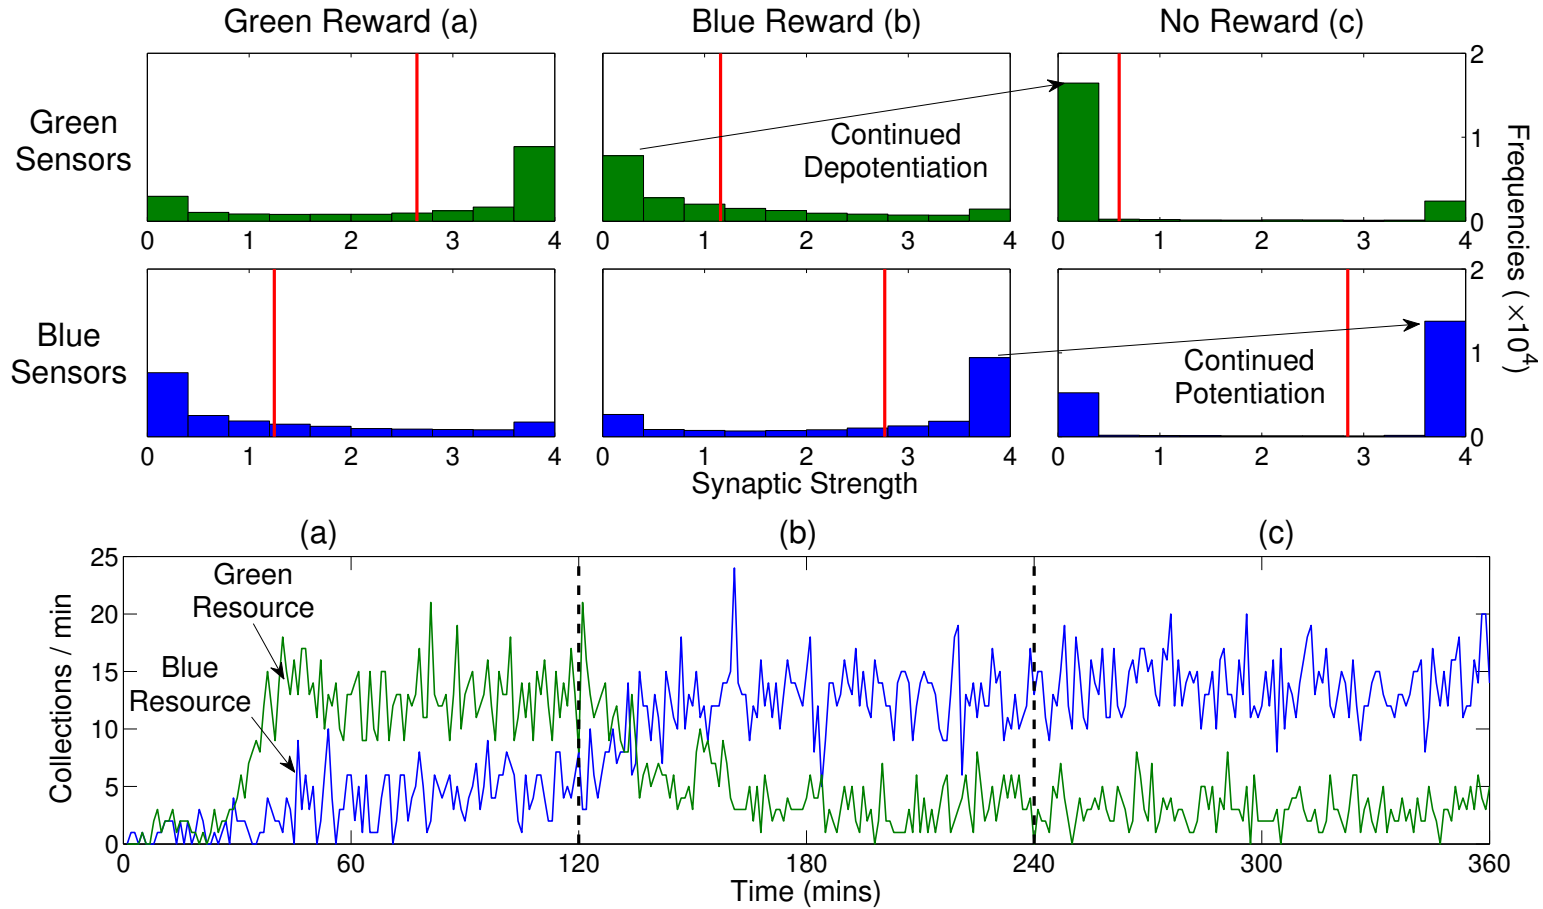 Green Reward (a)
Blue Reward (b)
No Reward (c)
Green
Sensors
Continued
Depotentiation
0 1 2 3 4
0 1 2 3 4
0 1 2 3 4
2
1
0
Frequencies (×10⁴)
Blue
Sensors
Continued
Potentiation
0 1 2 3 4
0 1 2 3 4
0 1 2 3 4
2
1
0
Synaptic Strength
(a)
(b)
(c)
Collections / min
25
20
15
10
5
0
Green
Resource
Blue
Resource
0 60 120 180 240 300 360
Time (mins)